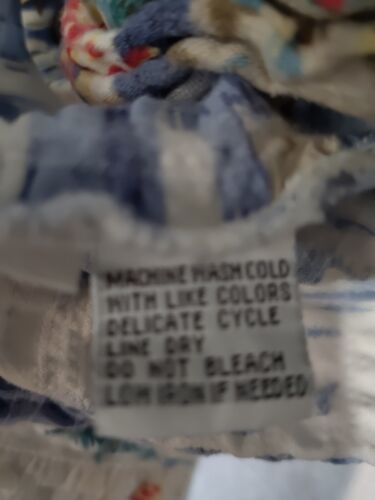 MACHINE WASH COLD
WITH LIKE COLORS
DELICATE CYCLE
LINE DRY
DO NOT BLEACH
LOW IRON IF NEEDED